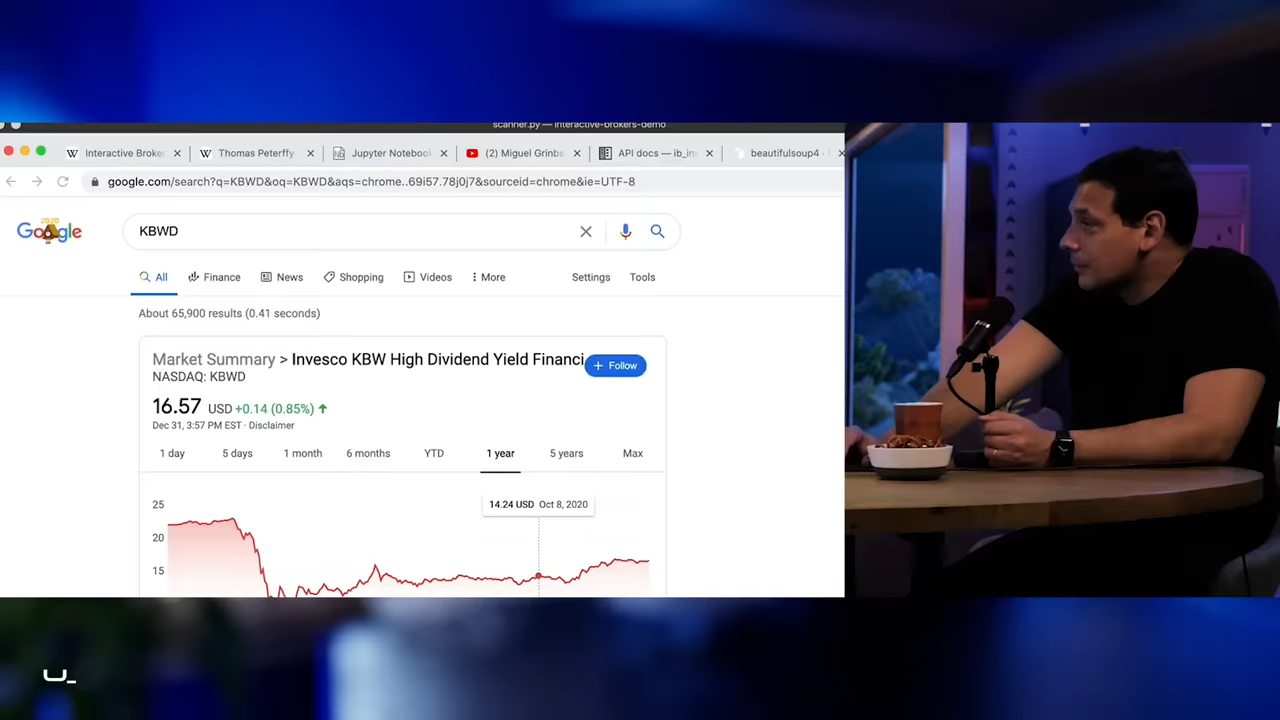 scanner.py — interactive-brokers-demo
Interactive Broke
Thomas Peterffy
Jupyter Notebook
(2) Miguel Grinbe
API docs — ib_ins
beautifulsoup4 ·
google.com/search?q=KBWD&oq=KBWD&aqs=chrome..69i57.78j0j7&sourceid=chrome&ie=UTF-8
2020
Google
KBWD
All
Finance
News
Shopping
Videos
More
Settings
Tools
About 65,900 results (0.41 seconds)
Market Summary > Invesco KBW High Dividend Yield Financi
+ Follow
NASDAQ: KBWD
16.57 USD +0.14 (0.85%) ↑
Dec 31, 3:57 PM EST · Disclaimer
1 day
5 days
1 month
6 months
YTD
1 year
5 years
Max
14.24 USD Oct 8, 2020
25
20
15